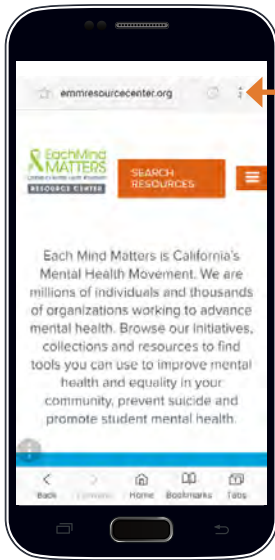 emmresourcecenter.org
EachMind
MATTERS
RESOURCE CENTER
SEARCH
RESOURCES
Each Mind Matters is California's
Mental Health Movement. We are
millions of individuals and thousands
of organizations working to advance
mental health. Browse our initiatives,
collections and resources to find
tools you can use to improve mental
health and equality in your
community, prevent suicide and
promote student mental health.
Back Forward Home Bookmarks Tabs